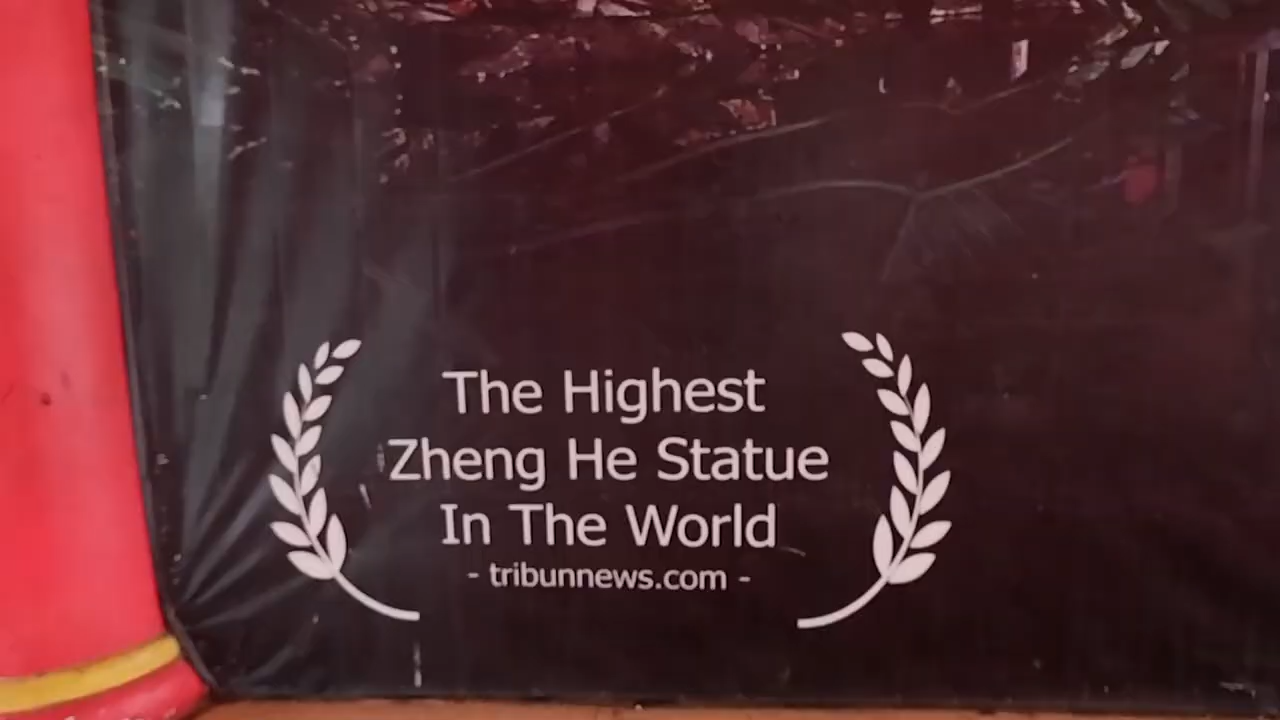 The Highest
Zheng He Statue
In The World
- tribunnews.com -